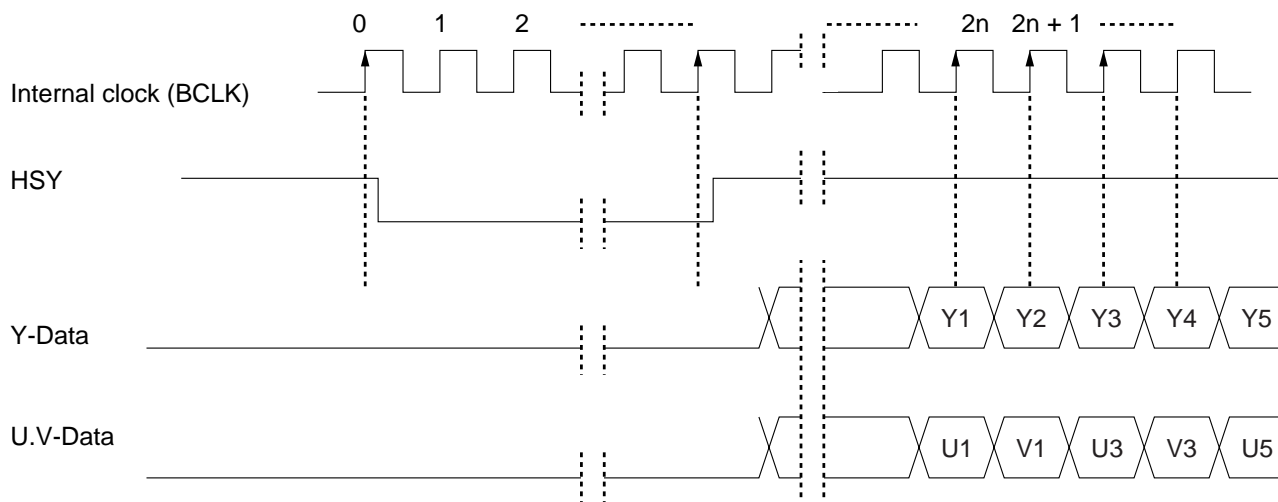 0 1 2 2n 2n + 1
Internal clock (BCLK)
HSY
Y-Data Y1 Y2 Y3 Y4 Y5
U.V-Data U1 V1 U3 V3 U5